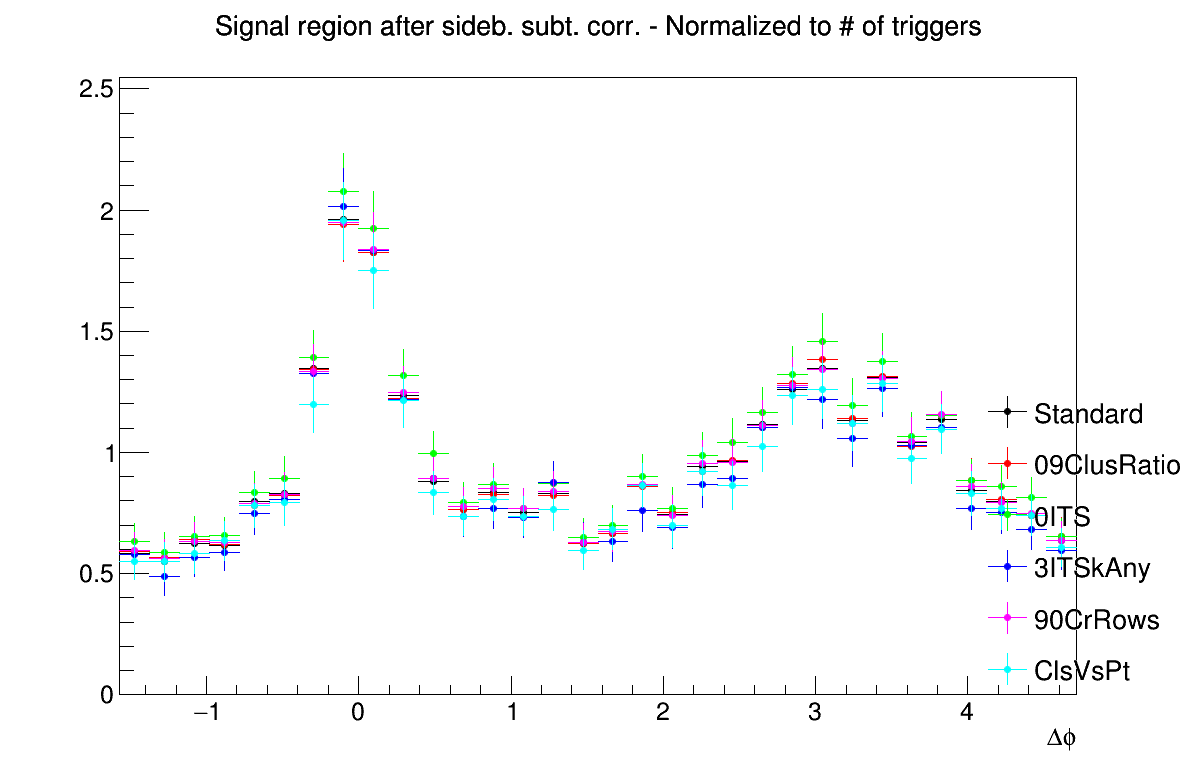 Signal region after sideb. subt. corr. - Normalized to # of triggers
2.5
2
1.5
1
0.5
0
−1 0 1 2 3 4
Δϕ
Standard
09ClusRatio
0ITS
3ITSkAny
90CrRows
ClsVsPt